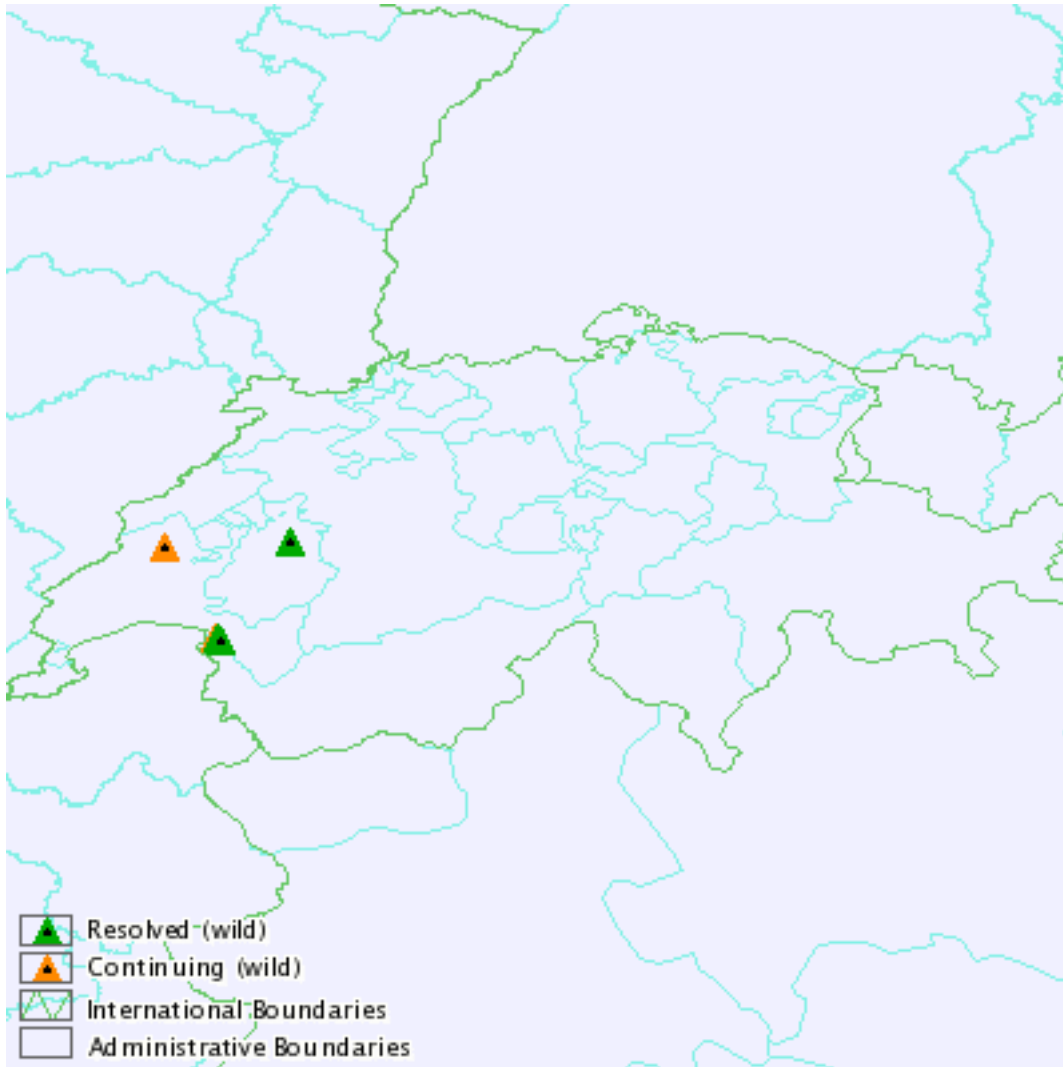 Resolved (wild)
Continuing (wild)
International Boundaries
Administrative Boundaries